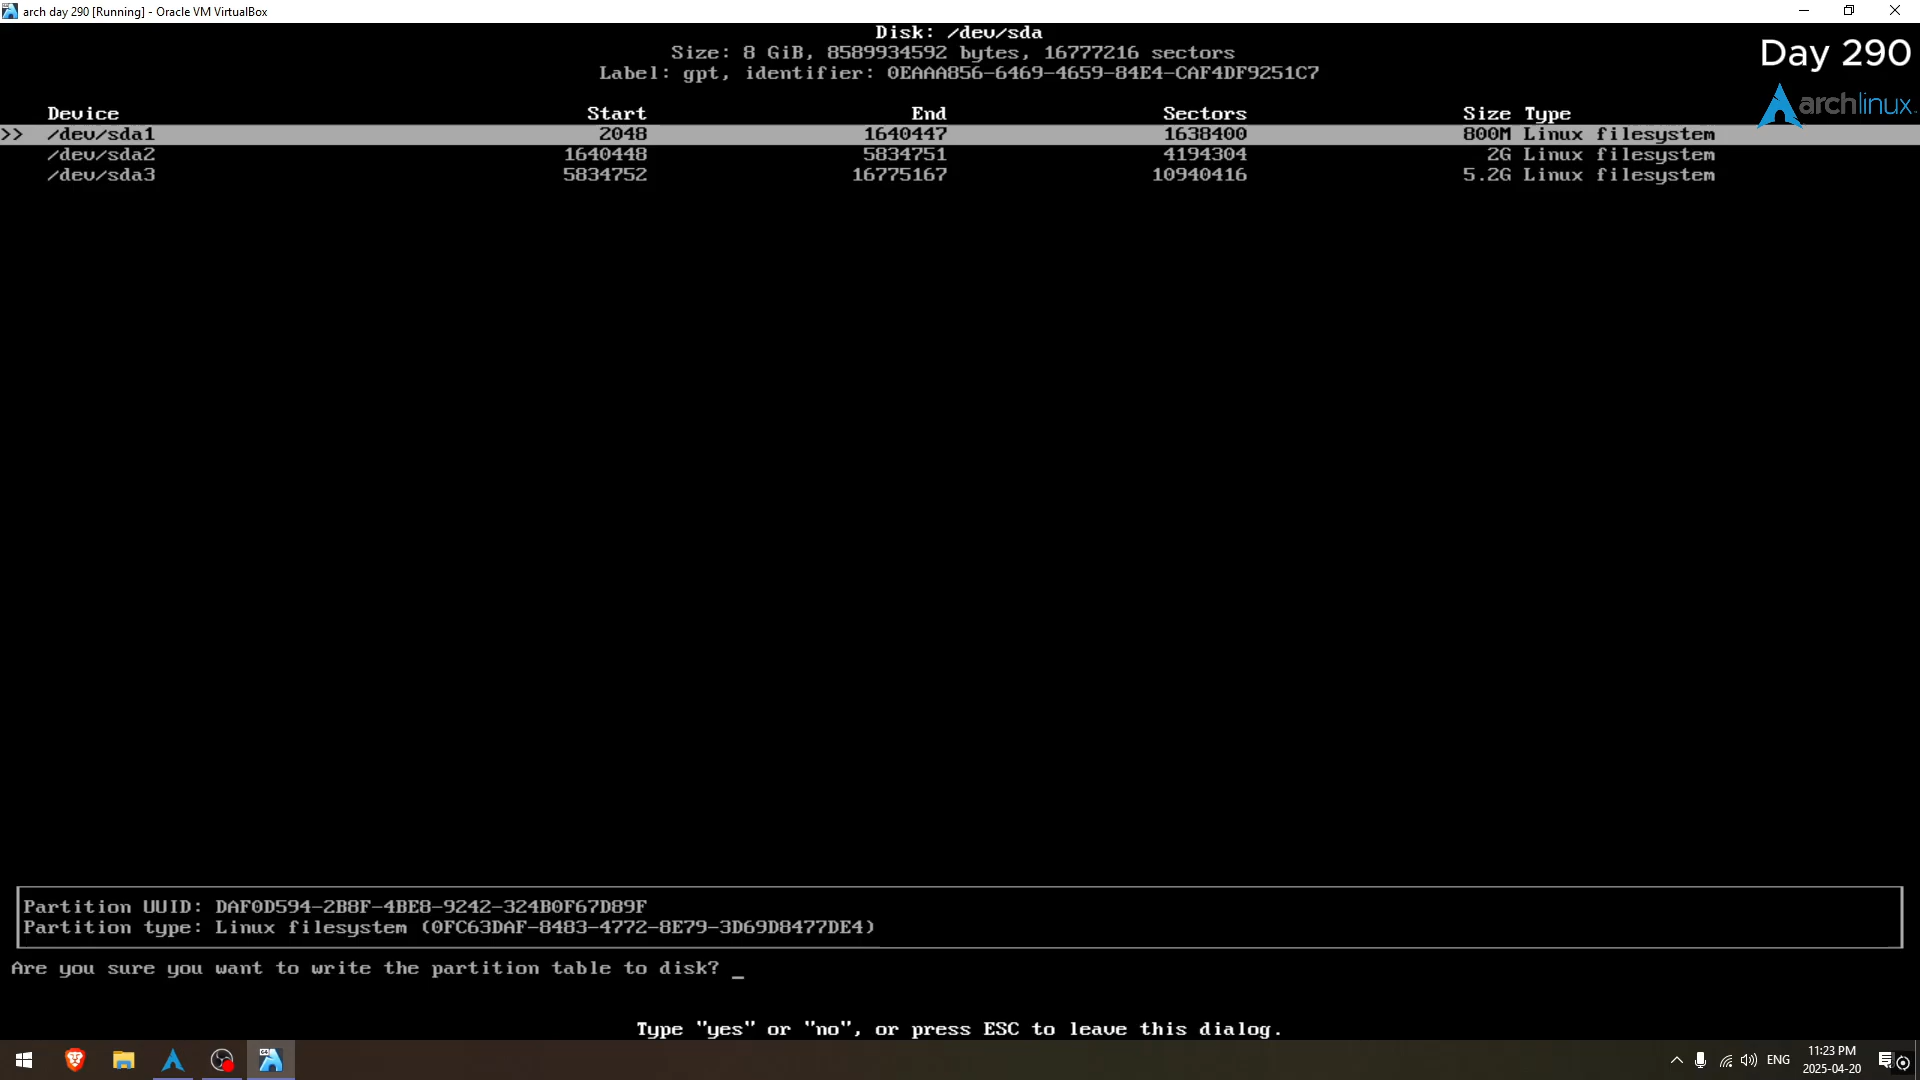 arch day 290 [Running] - Oracle VM VirtualBox
Disk: /dev/sda
Size: 8 GiB, 8589934592 bytes, 16777216 sectors
Label: gpt, identifier: 0EAAA856-6469-4659-84E4-CAF4DF9251C7
Day 290
archlinux
Device Start End Sectors Size Type
>> /dev/sda1 2048 1640447 1638400 800M Linux filesystem
/dev/sda2 1640448 5834751 4194304 2G Linux filesystem
/dev/sda3 5834752 16775167 10940416 5.2G Linux filesystem
Partition UUID: DAF0D594-2B8F-4BE8-9242-324B0F67D89F
Partition type: Linux filesystem (0FC63DAF-8483-4772-8E79-3D69D8477DE4)
Are you sure you want to write the partition table to disk? _
Type "yes" or "no", or press ESC to leave this dialog.
ENG
11:23 PM
2025-04-20